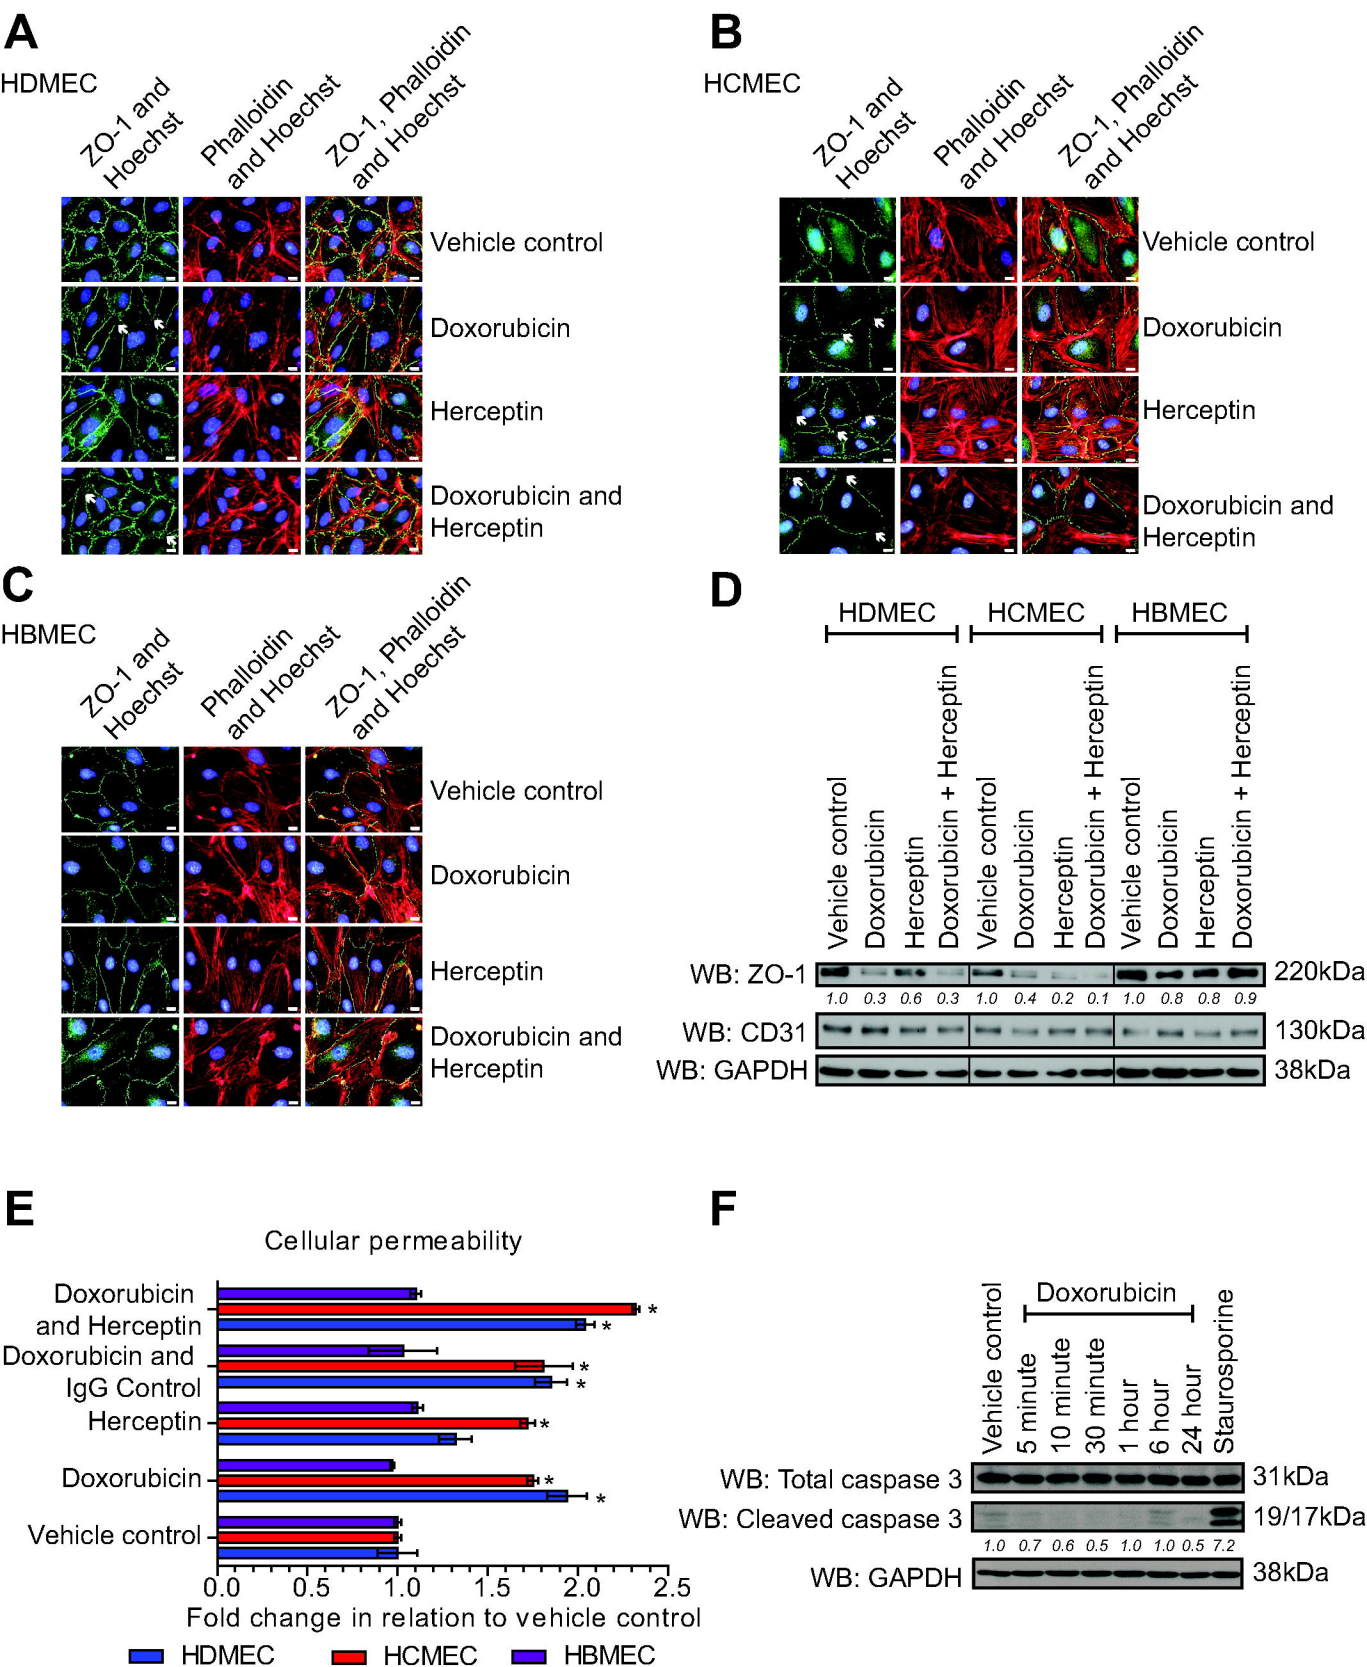 A
HDMEC
ZO-1 and
Hoechst
Phalloidin
and Hoechst
ZO-1, Phalloidin
and Hoechst
Vehicle control
Doxorubicin
Herceptin
Doxorubicin and
Herceptin
B
HCMEC
ZO-1 and
Hoechst
Phalloidin
and Hoechst
ZO-1, Phalloidin
and Hoechst
Vehicle control
Doxorubicin
Herceptin
Doxorubicin and
Herceptin
C
HBMEC
ZO-1 and
Hoechst
Phalloidin
and Hoechst
ZO-1, Phalloidin
and Hoechst
Vehicle control
Doxorubicin
Herceptin
Doxorubicin and
Herceptin
D
HDMEC HCMEC HBMEC
Vehicle control
Doxorubicin
Herceptin
Doxorubicin + Herceptin
Vehicle control
Doxorubicin
Herceptin
Doxorubicin + Herceptin
Vehicle control
Doxorubicin
Herceptin
Doxorubicin + Herceptin
WB: ZO-1 220kDa
1.0 0.3 0.6 0.3 1.0 0.4 0.2 0.1 1.0 0.8 0.8 0.9
WB: CD31 130kDa
WB: GAPDH 38kDa
E
Cellular permeability
Doxorubicin
and Herceptin
Doxorubicin and
IgG Control
Herceptin
Doxorubicin
Vehicle control
* * * * * * *
0.0 0.5 1.0 1.5 2.0 2.5
Fold change in relation to vehicle control
HDMEC HCMEC HBMEC
F
Doxorubicin
Vehicle control
5 minute
10 minute
30 minute
1 hour
6 hour
24 hour
Staurosporine
WB: Total caspase 3 31kDa
WB: Cleaved caspase 3 19/17kDa
1.0 0.7 0.6 0.5 1.0 1.0 0.5 7.2
WB: GAPDH 38kDa